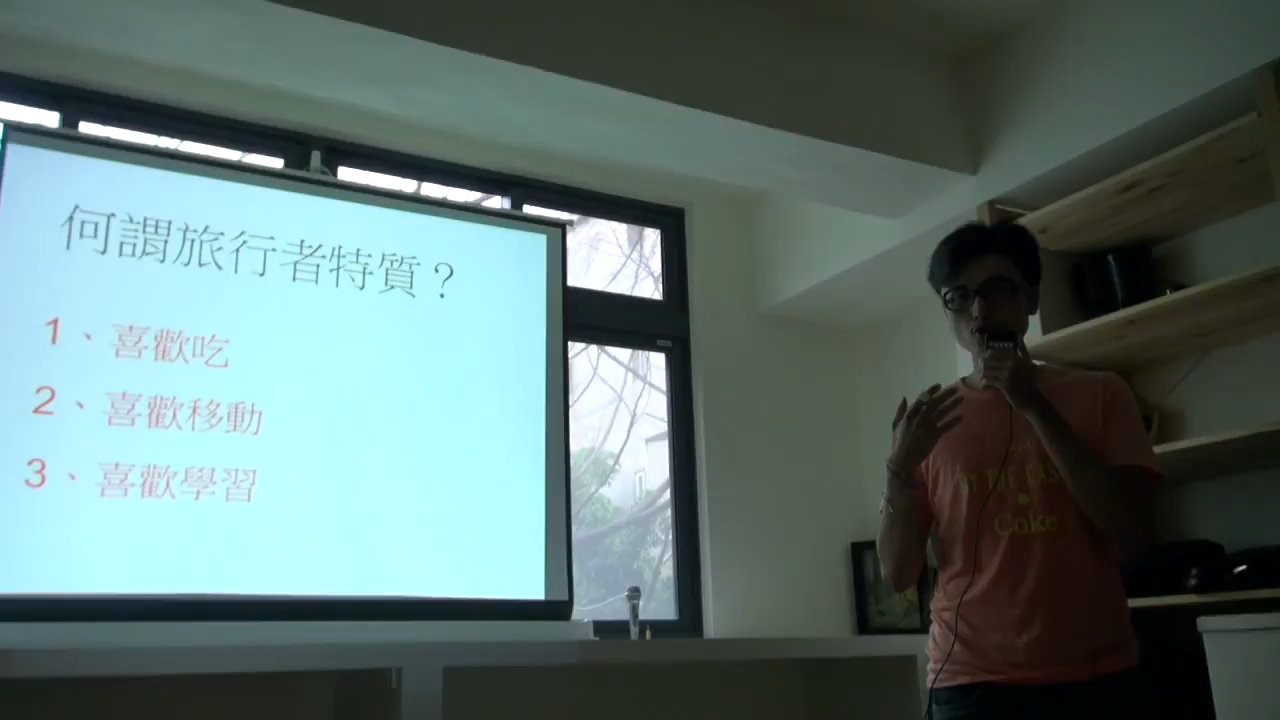 何謂旅行者特質？
1、喜歡吃
2、喜歡移動
3、喜歡學習
Coke